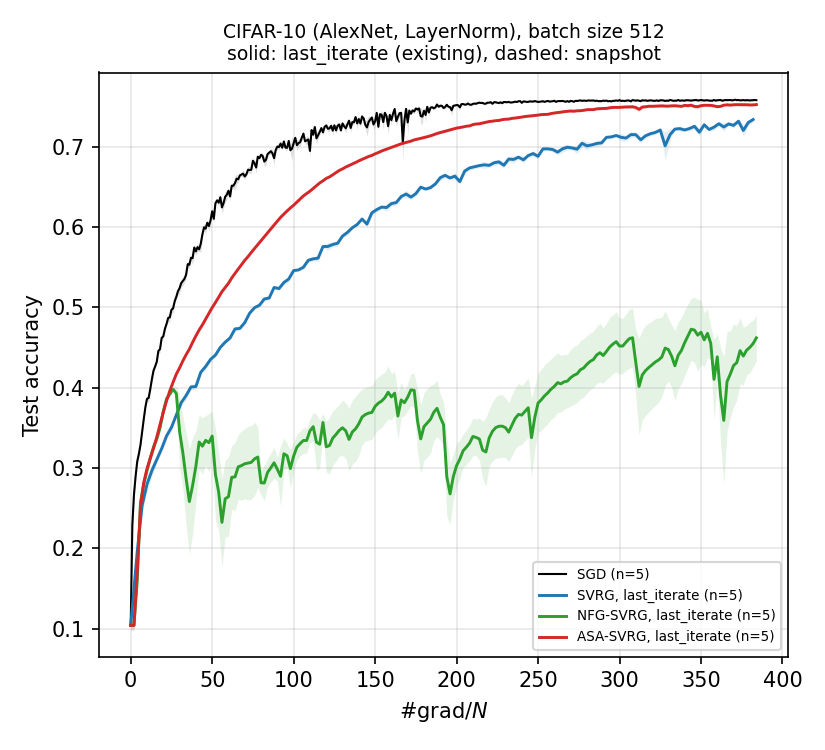 CIFAR-10 (AlexNet, LayerNorm), batch size 512
solid: last_iterate (existing), dashed: snapshot
Test accuracy
0.7
0.6
0.5
0.4
0.3
0.2
0.1
SGD (n=5)
SVRG, last_iterate (n=5)
NFG-SVRG, last_iterate (n=5)
ASA-SVRG, last_iterate (n=5)
0 50 100 150 200 250 300 350 400
#grad/N